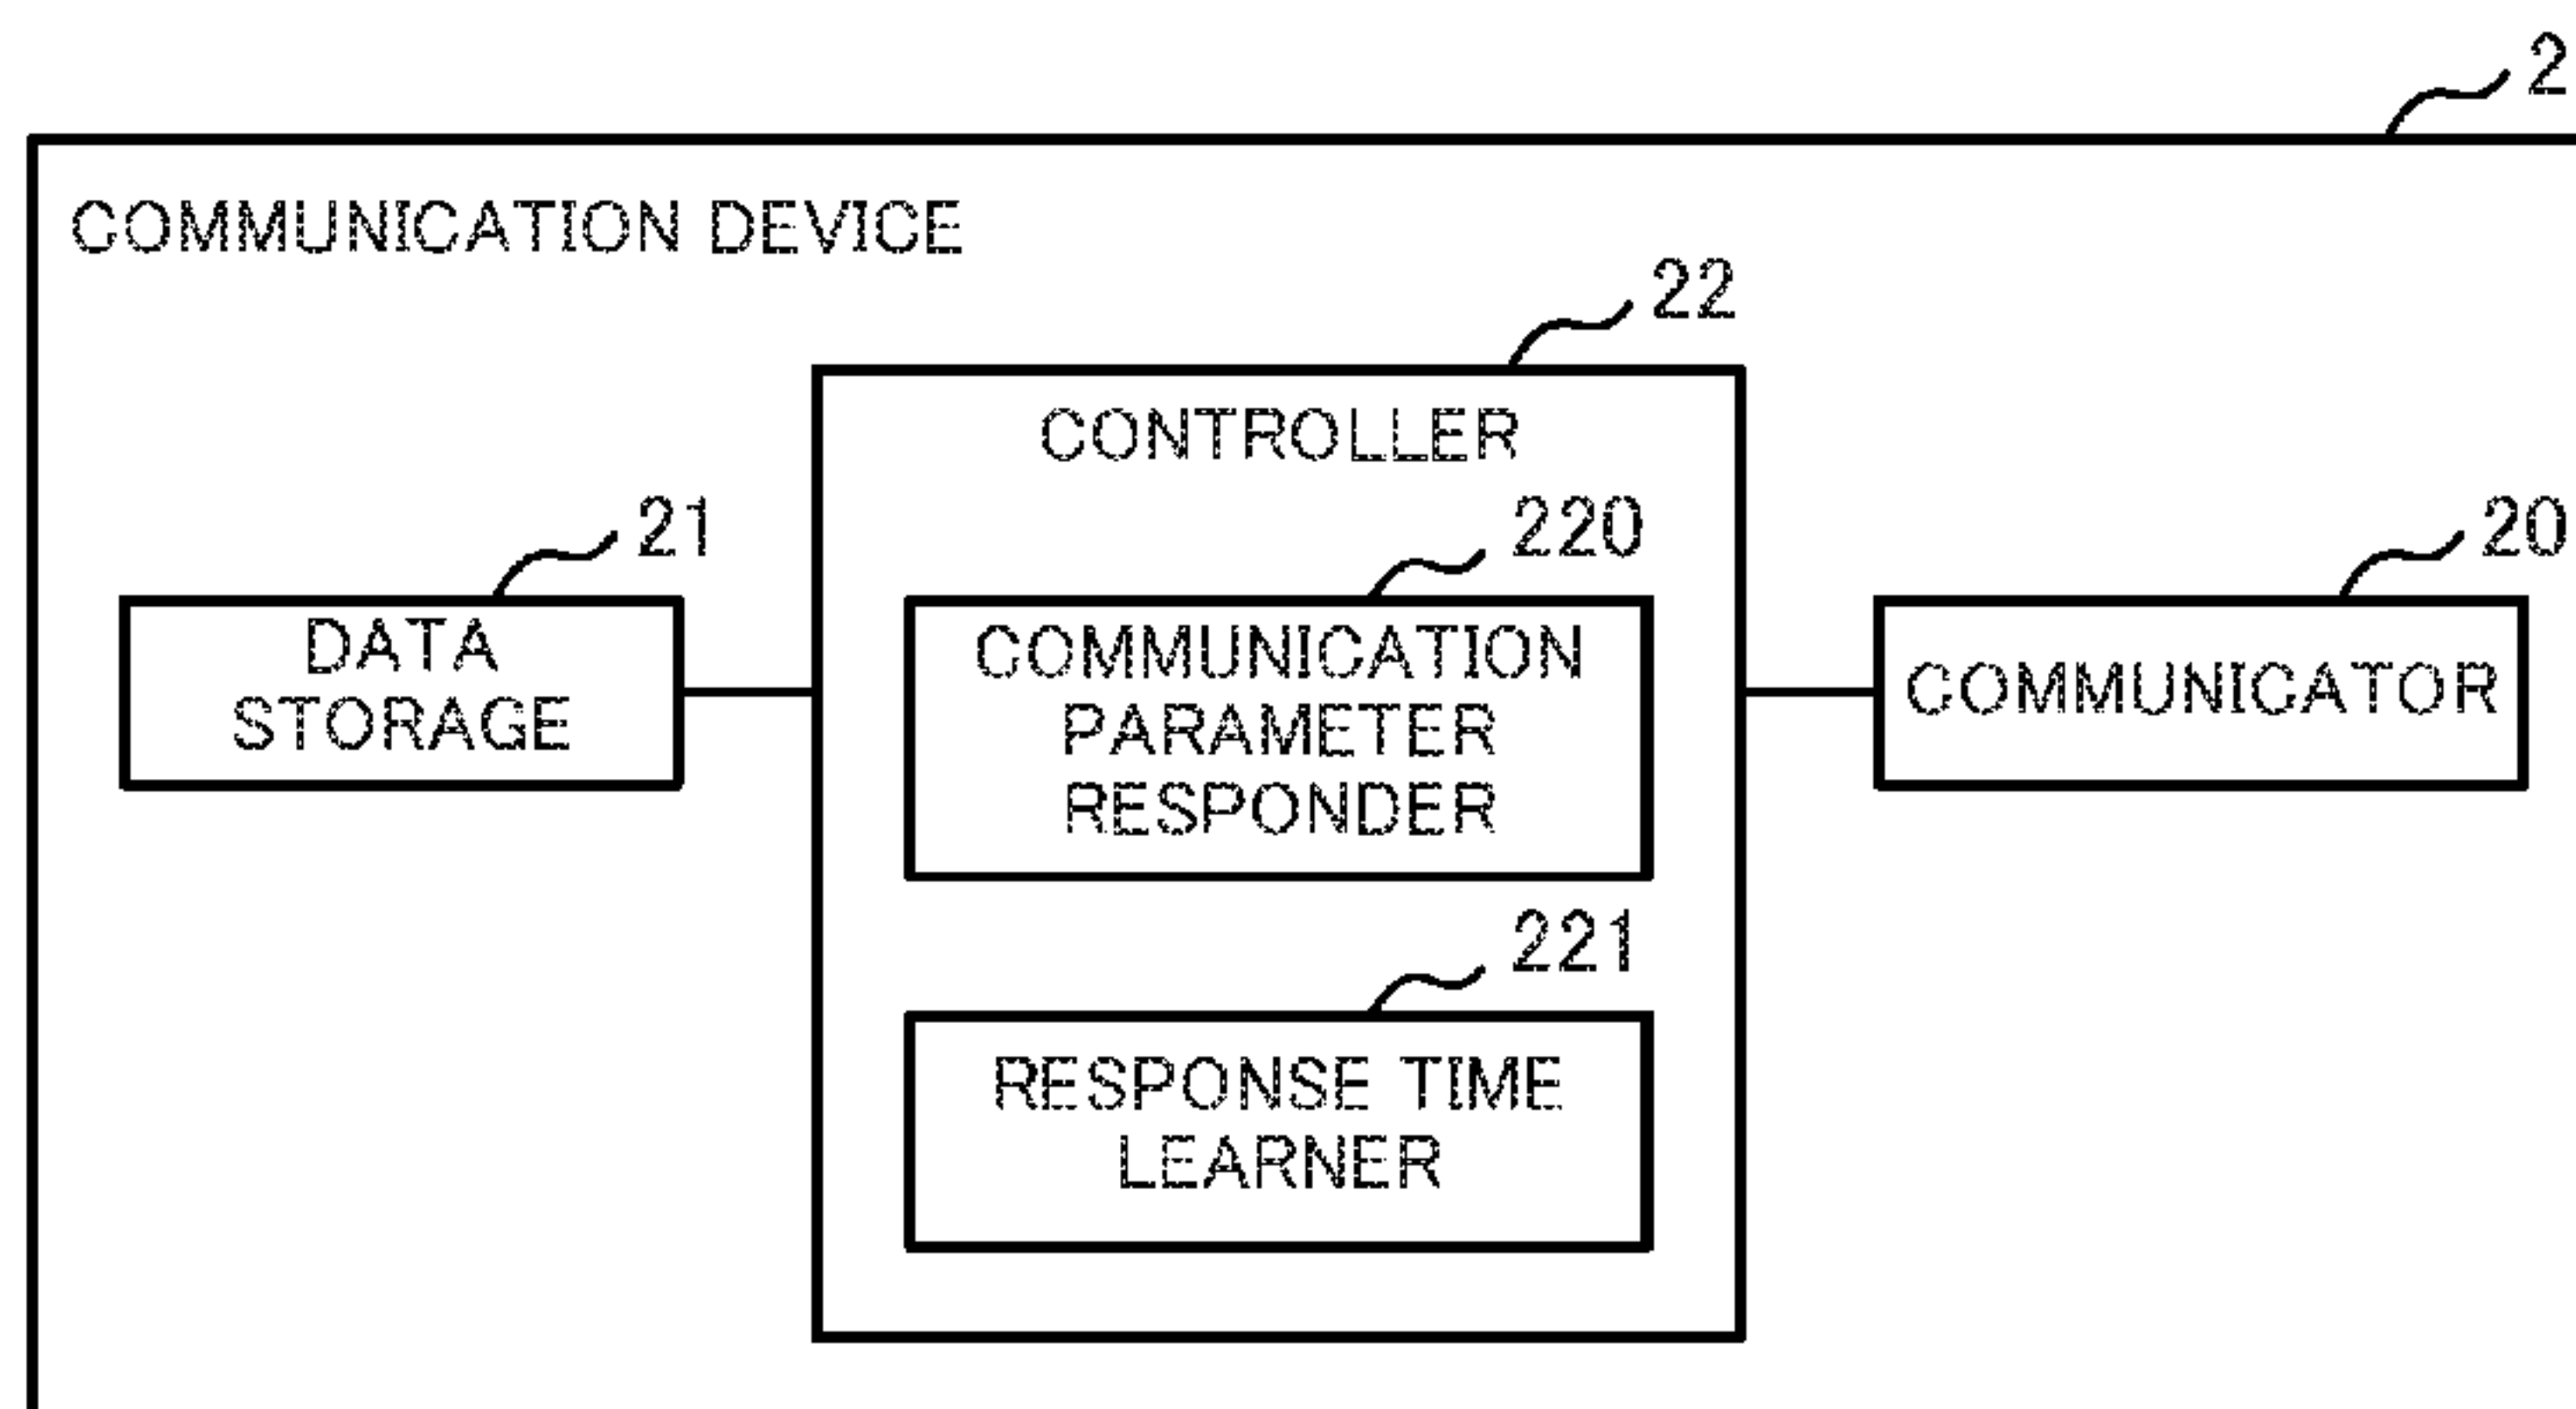 2
COMMUNICATION DEVICE
22
CONTROLLER
21
220
20
DATA
STORAGE
COMMUNICATION
PARAMETER
RESPONDER
COMMUNICATOR
221
RESPONSE TIME
LEARNER